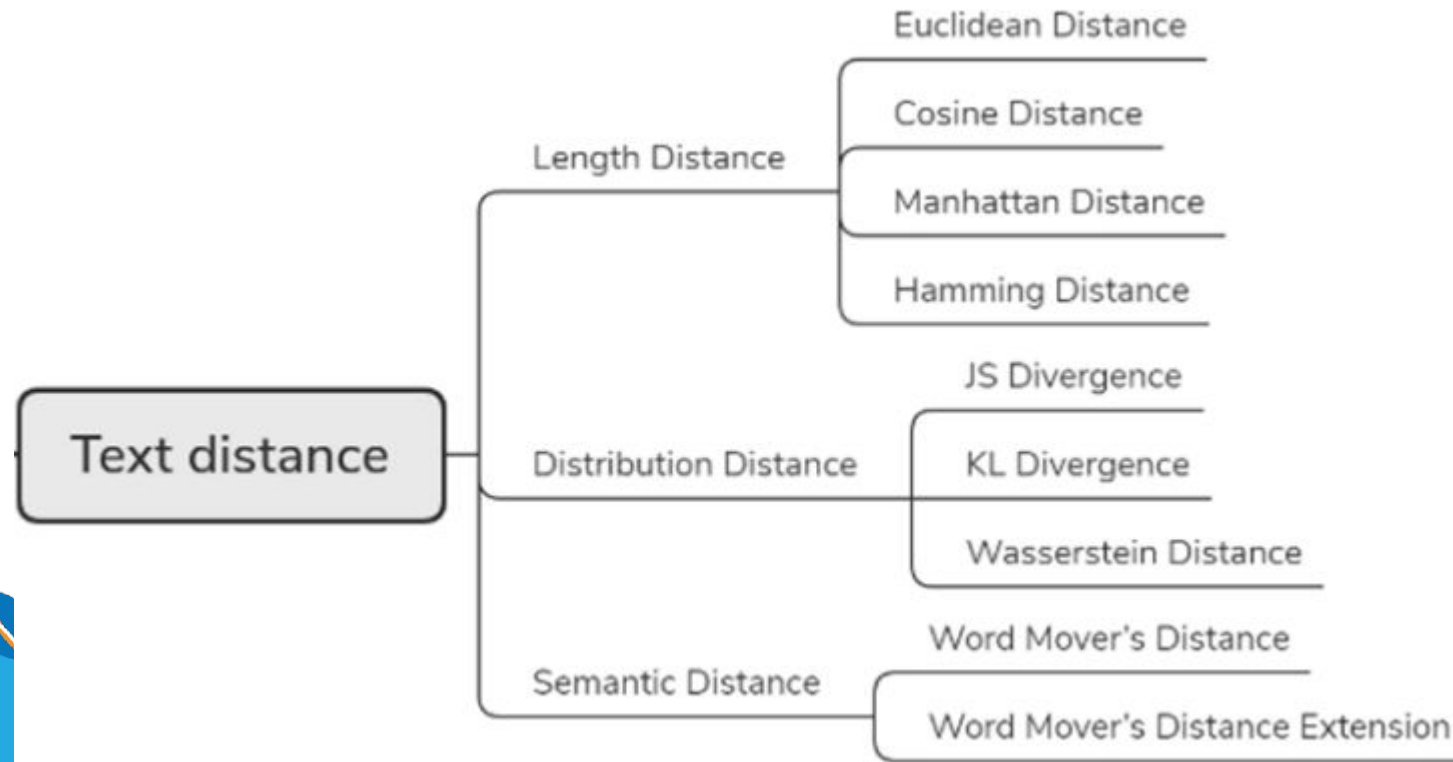 Text distance
Length Distance
Euclidean Distance
Cosine Distance
Manhattan Distance
Hamming Distance
Distribution Distance
JS Divergence
KL Divergence
Wasserstein Distance
Semantic Distance
Word Mover's Distance
Word Mover's Distance Extension